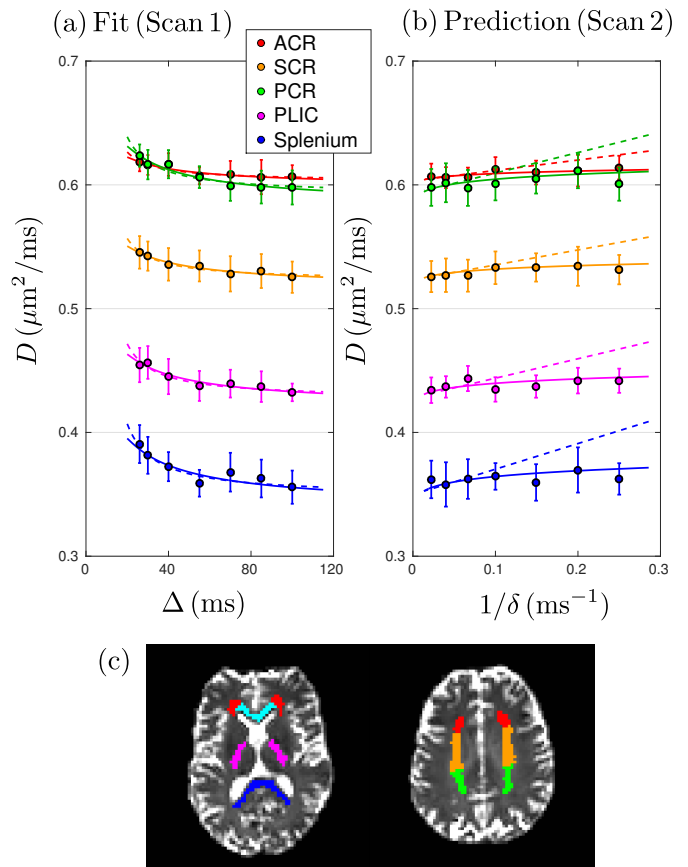 (a) Fit (Scan 1)
(b) Prediction (Scan 2)
ACR
SCR
PCR
PLIC
Splenium
0.7
0.6
0.5
0.4
0.3
D (μm²/ms)
0
40
80
120
Δ (ms)
0.7
0.6
0.5
0.4
0.3
D (μm²/ms)
0
0.1
0.2
0.3
1/δ (ms⁻¹)
(c)